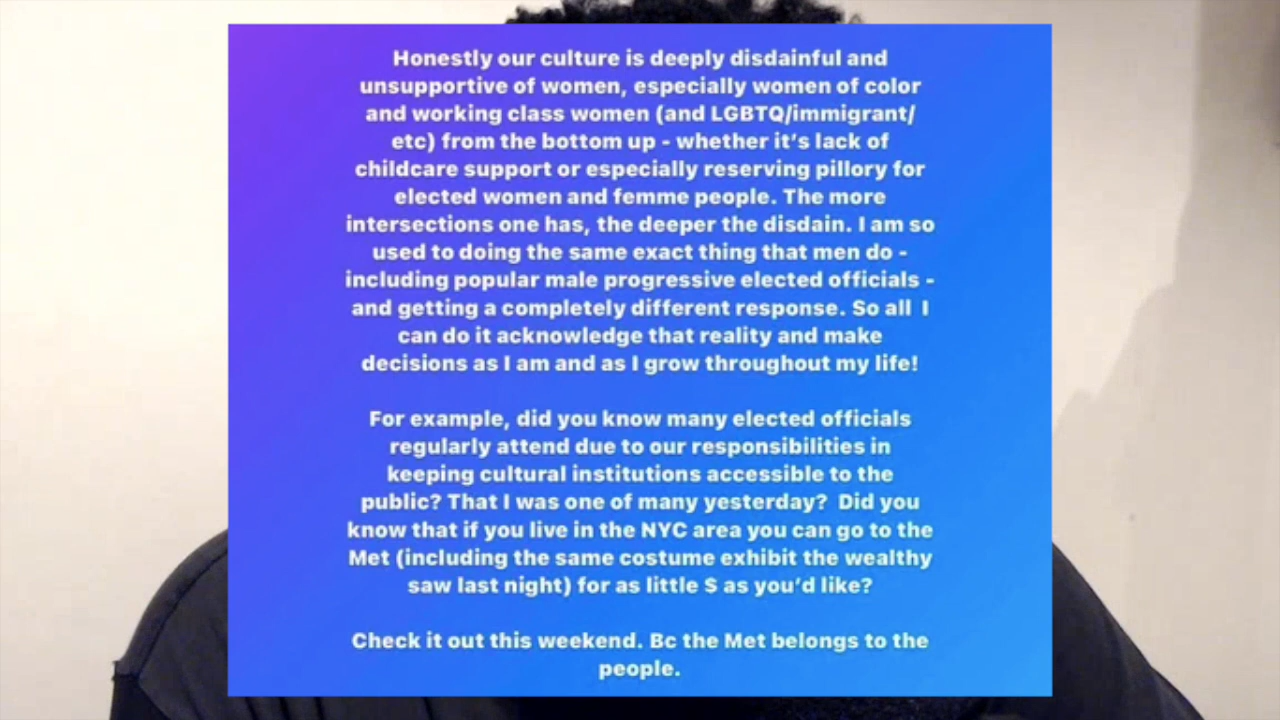 Honestly our culture is deeply disdainful and
unsupportive of women, especially women of color
and working class women (and LGBTQ/immigrant/
etc) from the bottom up - whether it's lack of
childcare support or especially reserving pillory for
elected women and femme people. The more
intersections one has, the deeper the disdain. I am so
used to doing the same exact thing that men do -
including popular male progressive elected officials -
and getting a completely different response. So all I
can do it acknowledge that reality and make
decisions as I am and as I grow throughout my life!
For example, did you know many elected officials
regularly attend due to our responsibilities in
keeping cultural institutions accessible to the
public? That I was one of many yesterday? Did you
know that if you live in the NYC area you can go to the
Met (including the same costume exhibit the wealthy
saw last night) for as little $ as you'd like?
Check it out this weekend. Bc the Met belongs to the
people.